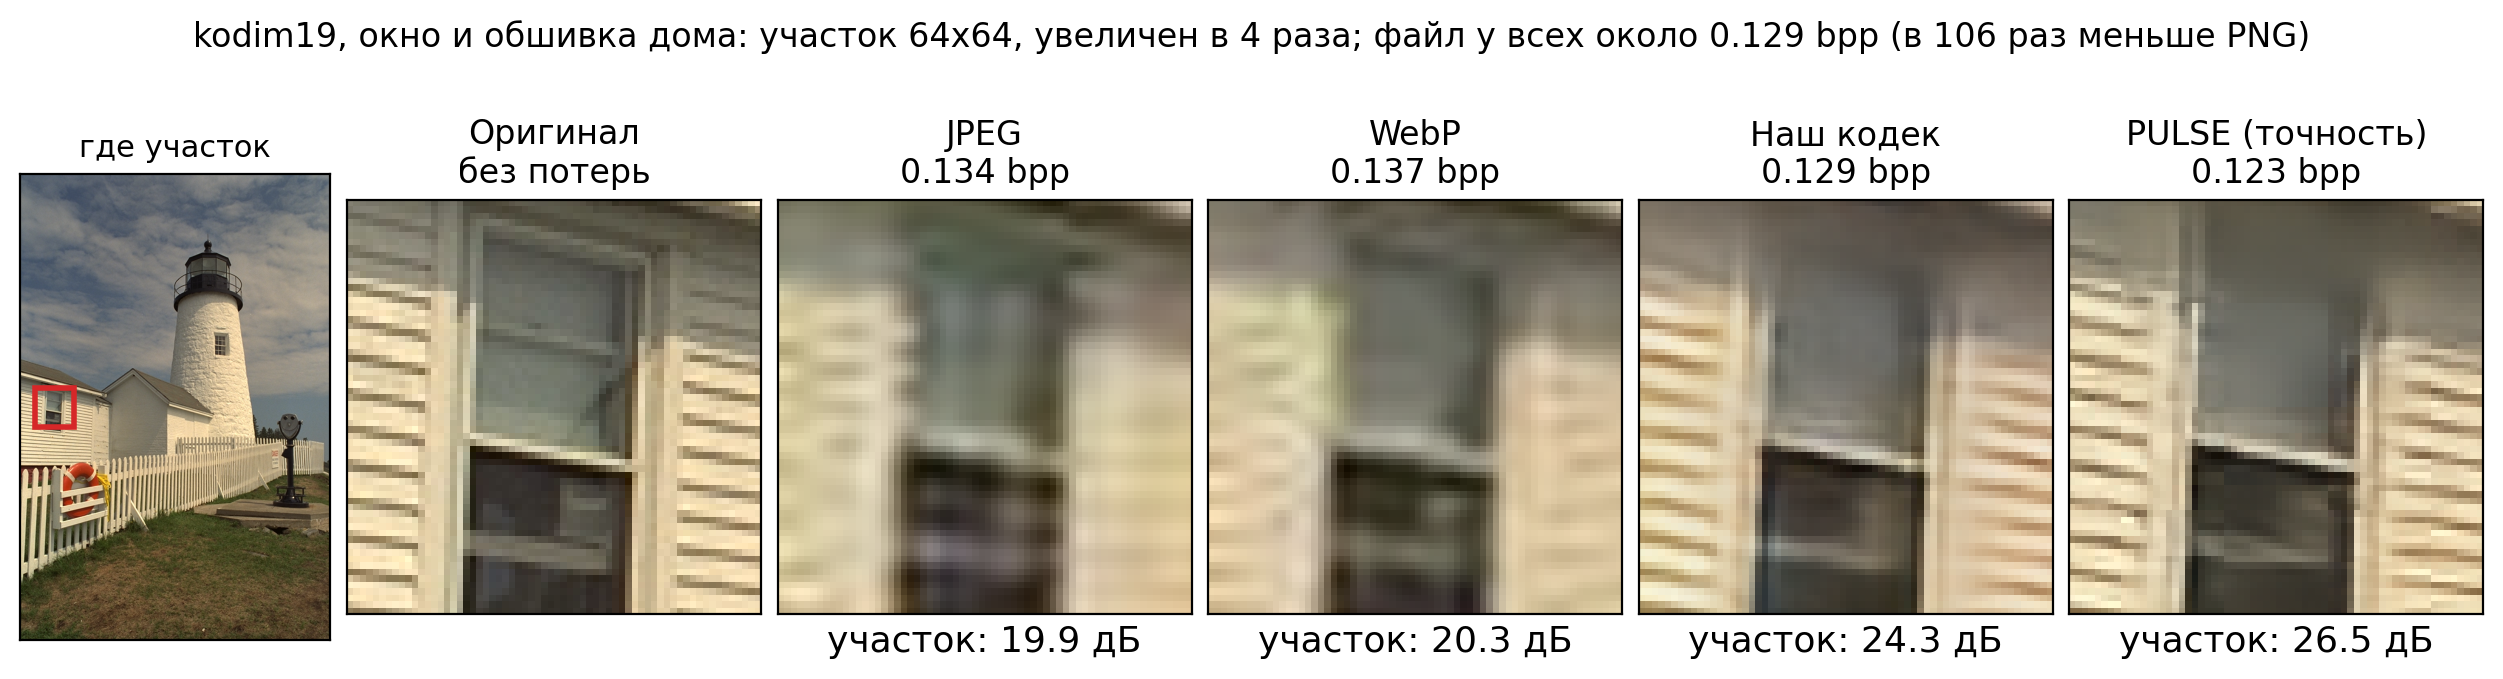 kodim19, окно и обшивка дома: участок 64x64, увеличен в 4 раза; файл у всех около 0.129 bpp (в 106 раз меньше PNG)
где участок
Оригинал
без потерь
JPEG
0.134 bpp
WebP
0.137 bpp
Наш кодек
0.129 bpp
PULSE (точность)
0.123 bpp
участок: 19.9 дБ
участок: 20.3 дБ
участок: 24.3 дБ
участок: 26.5 дБ